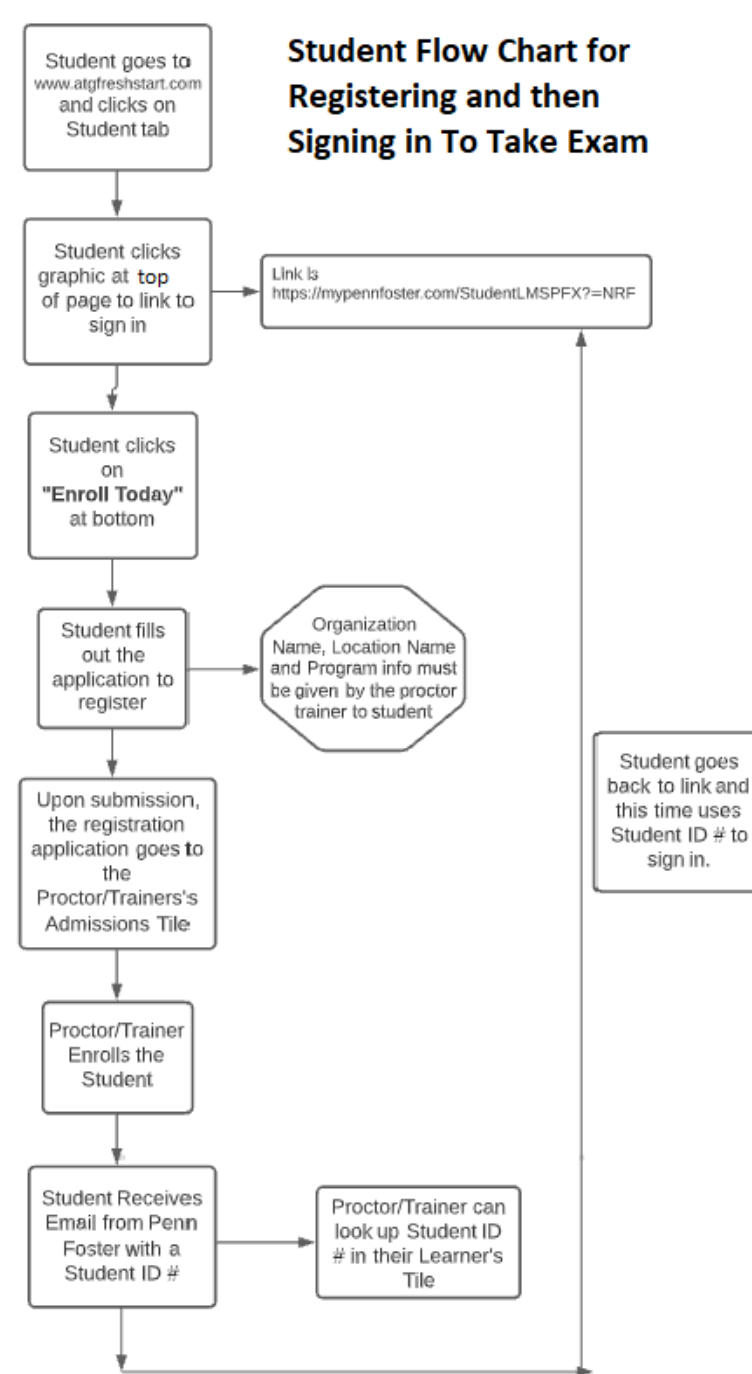 Student Flow Chart for
Registering and then
Signing in To Take Exam
Student goes to
www.atgfreshstart.com
and clicks on
Student tab
Student clicks
graphic at top
of page to link to
sign in
Link is
https://mypennfoster.com/StudentLMSPFX?=NRF
Student clicks
on
"Enroll Today"
at bottom
Student fills
out the
application to
register
Organization
Name, Location Name
and Program info must
be given by the proctor
trainer to student
Upon submission,
the registration
application goes to
the
Proctor/Trainers's
Admissions Tile
Proctor/Trainer
Enrolls the
Student
Student Receives
Email from Penn
Foster with a
Student ID #
Proctor/Trainer can
look up Student ID
# in their Learner's
Tile
Student goes
back to link and
this time uses
Student ID # to
sign in.